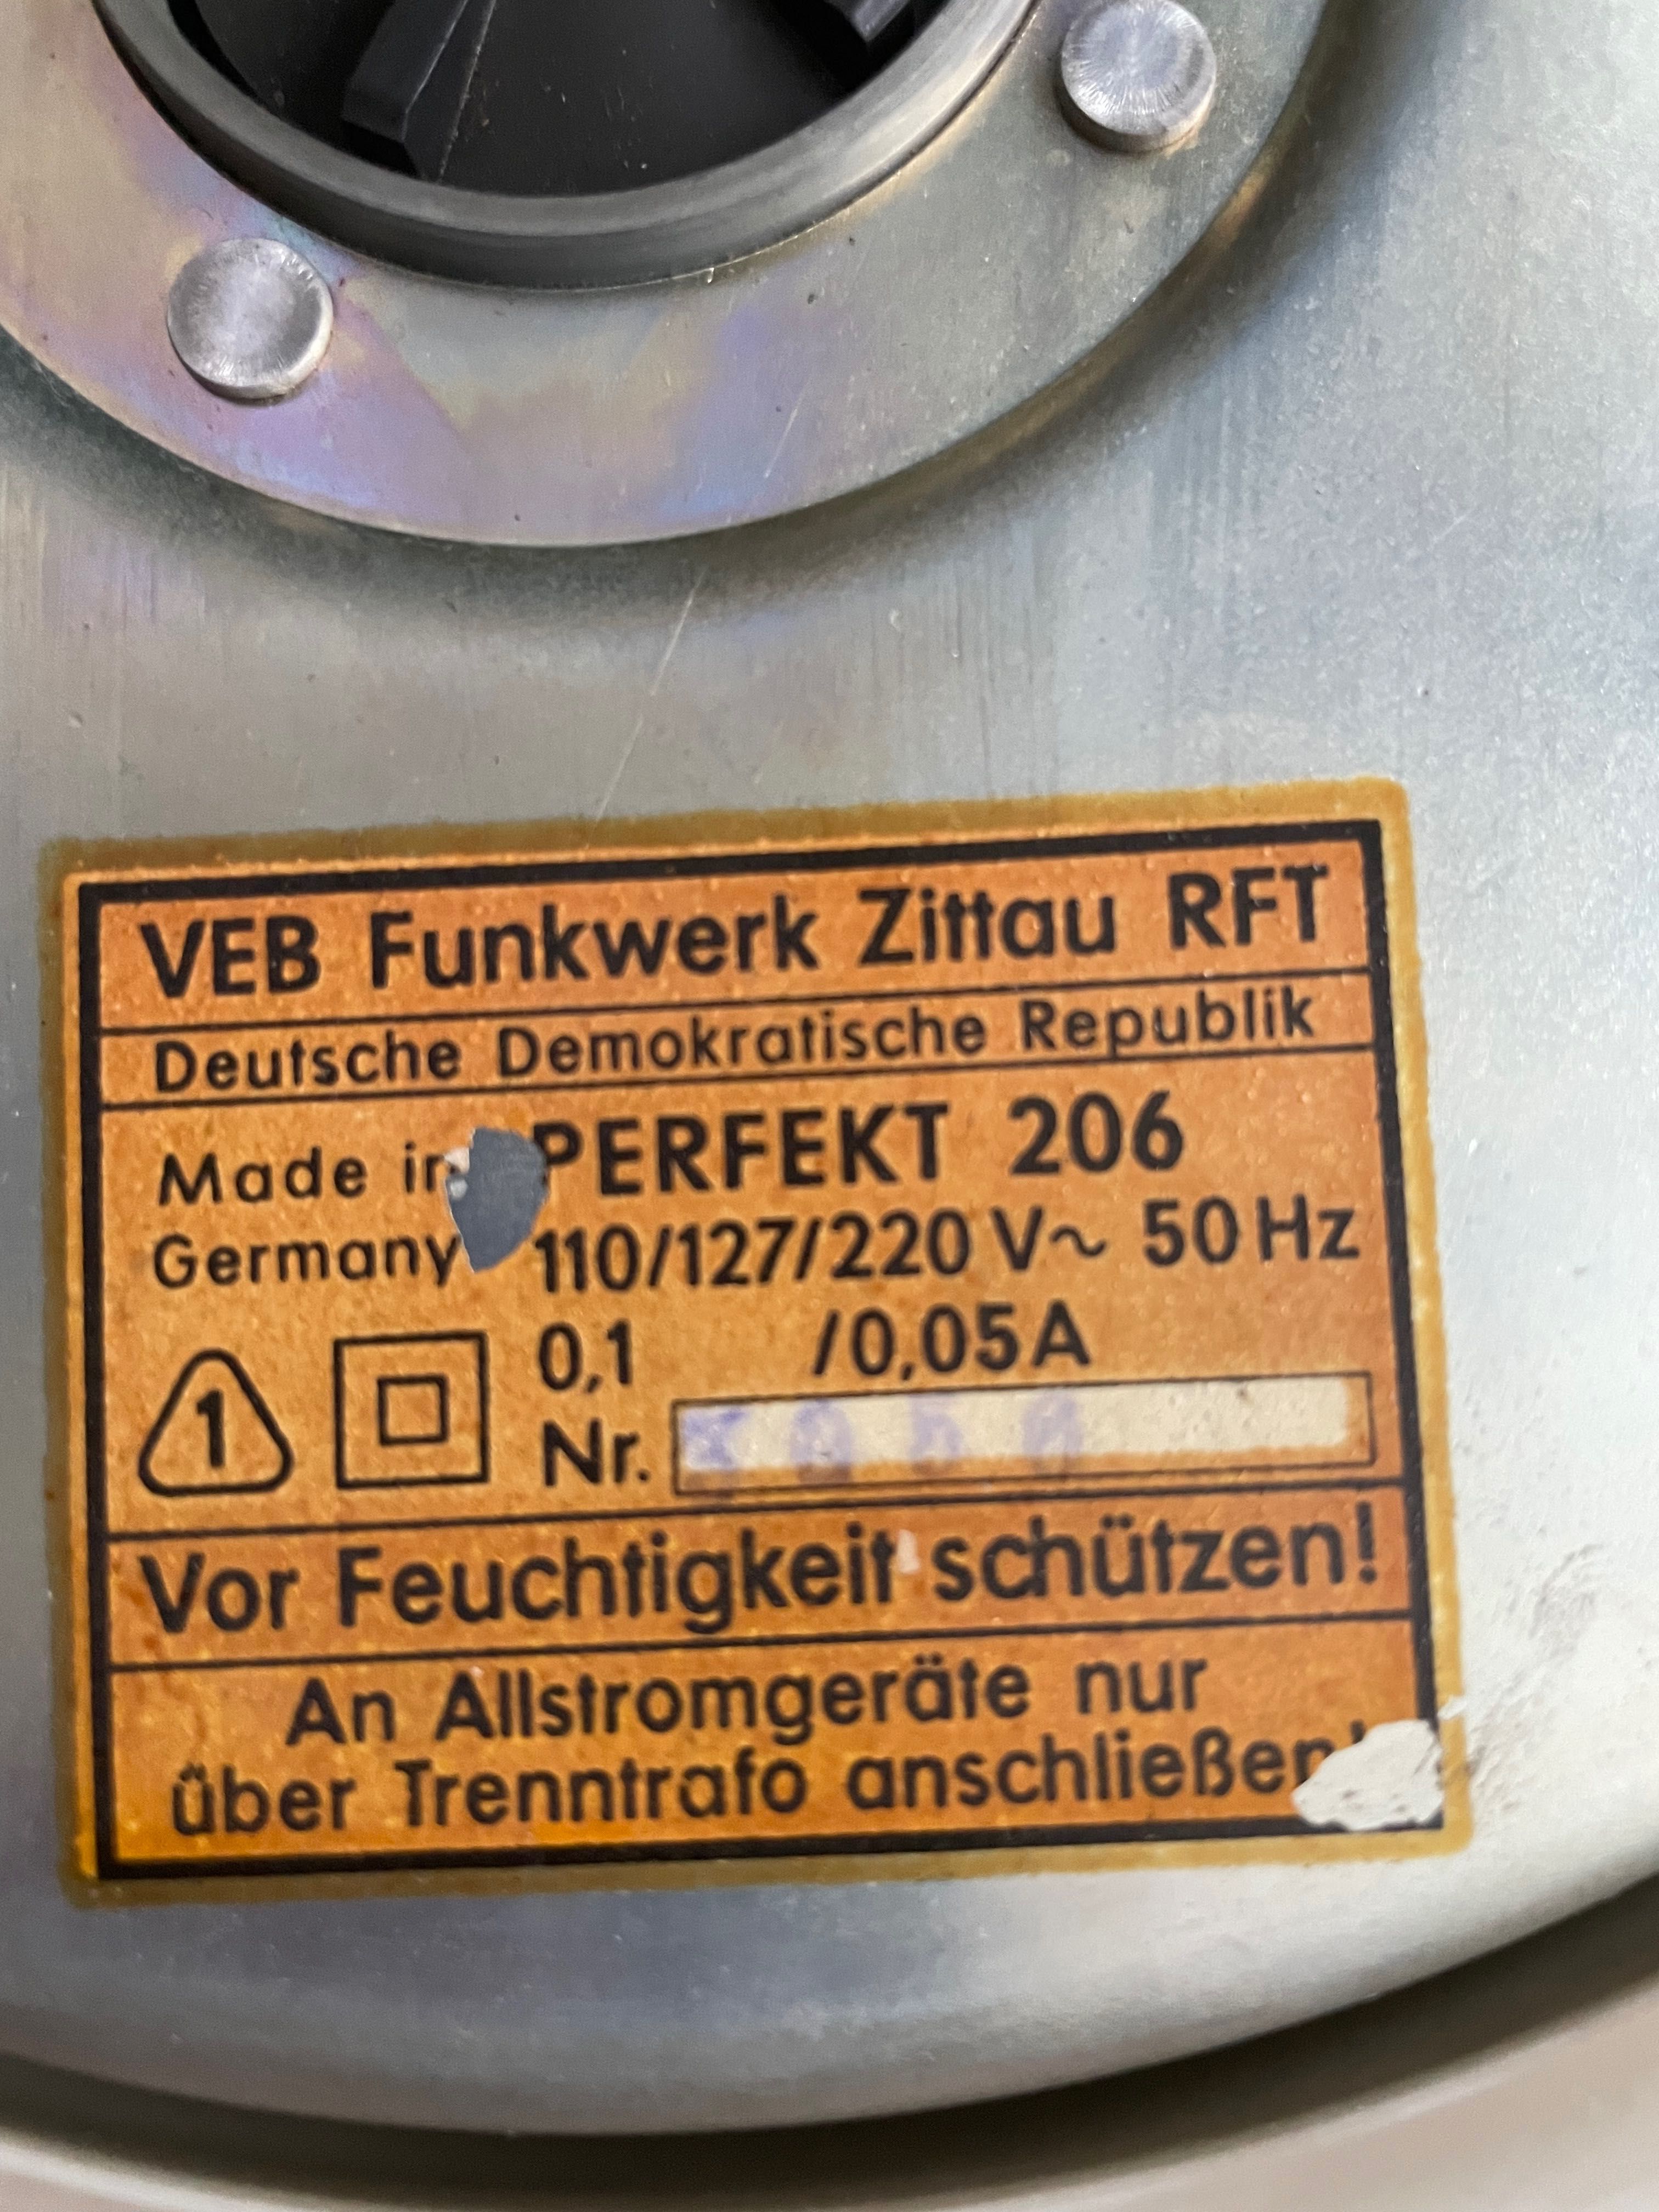 VEB Funkwerk Zittau RFT
Deutsche Demokratische Republik
Made in PERFEKT 206
Germany 110/127/220 V~ 50 Hz
0,1 /0,05 A
1
Nr.
Vor Feuchtigkeit schützen!
An Allstromgeräte nur
über Trenntrafo anschließen!